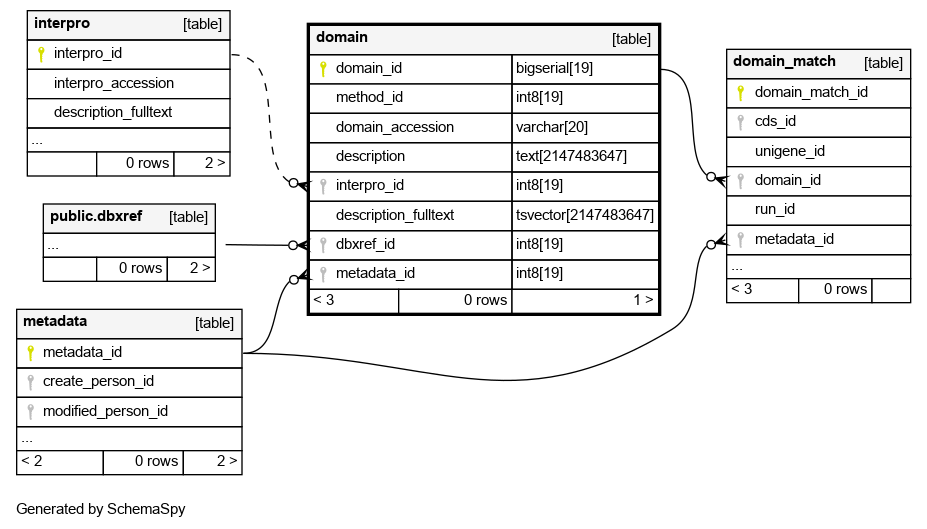 interpro [table]
interpro_id
interpro_accession
description_fulltext
...
0 rows 2 >
public.dbxref [table]
...
0 rows 2 >
metadata [table]
metadata_id
create_person_id
modified_person_id
...
< 2 0 rows 2 >
domain [table]
domain_id bigserial[19]
method_id int8[19]
domain_accession varchar[20]
description text[2147483647]
interpro_id int8[19]
description_fulltext tsvector[2147483647]
dbxref_id int8[19]
metadata_id int8[19]
< 3 0 rows 1 >
domain_match [table]
domain_match_id
cds_id
unigene_id
domain_id
run_id
metadata_id
...
< 3 0 rows
Generated by SchemaSpy